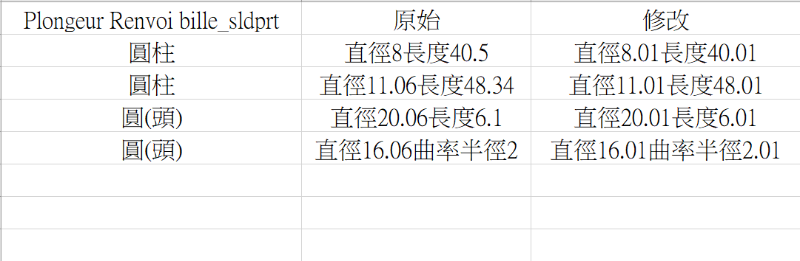 Plongeur Renvoi bille_sldprt 原始 修改
圓柱 直徑8長度40.5 直徑8.01長度40.01
圓柱 直徑11.06長度48.34 直徑11.01長度48.01
圓(頭) 直徑20.06長度6.1 直徑20.01長度6.01
圓(頭) 直徑16.06曲率半徑2 直徑16.01曲率半徑2.01